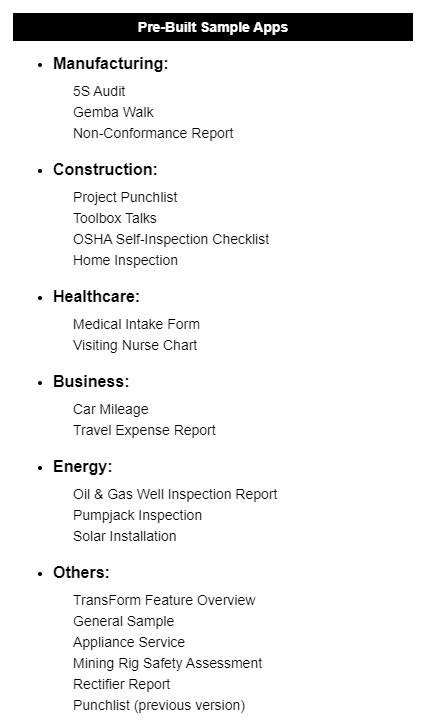 Pre-Built Sample Apps
• Manufacturing:
5S Audit
Gemba Walk
Non-Conformance Report
• Construction:
Project Punchlist
Toolbox Talks
OSHA Self-Inspection Checklist
Home Inspection
• Healthcare:
Medical Intake Form
Visiting Nurse Chart
• Business:
Car Mileage
Travel Expense Report
• Energy:
Oil & Gas Well Inspection Report
Pumpjack Inspection
Solar Installation
• Others:
TransForm Feature Overview
General Sample
Appliance Service
Mining Rig Safety Assessment
Rectifier Report
Punchlist (previous version)